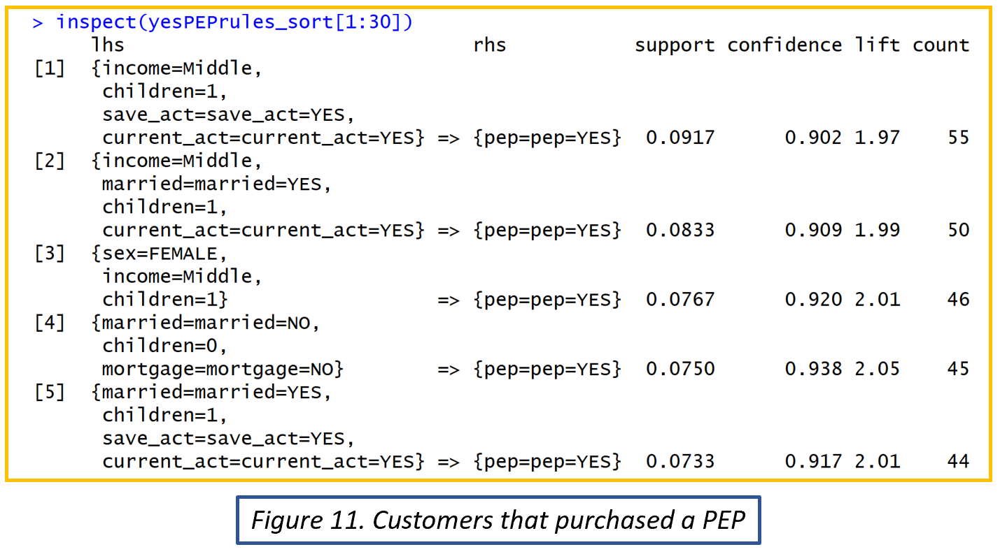 > inspect(yesPEPrules_sort[1:30])
lhs rhs support confidence lift count
[1] {income=Middle,
children=1,
save_act=save_act=YES,
current_act=current_act=YES} => {pep=pep=YES} 0.0917 0.902 1.97 55
[2] {income=Middle,
married=married=YES,
children=1,
current_act=current_act=YES} => {pep=pep=YES} 0.0833 0.909 1.99 50
[3] {sex=FEMALE,
income=Middle,
children=1} => {pep=pep=YES} 0.0767 0.920 2.01 46
[4] {married=married=NO,
children=0,
mortgage=mortgage=NO} => {pep=pep=YES} 0.0750 0.938 2.05 45
[5] {married=married=YES,
children=1,
save_act=save_act=YES,
current_act=current_act=YES} => {pep=pep=YES} 0.0733 0.917 2.01 44
Figure 11. Customers that purchased a PEP